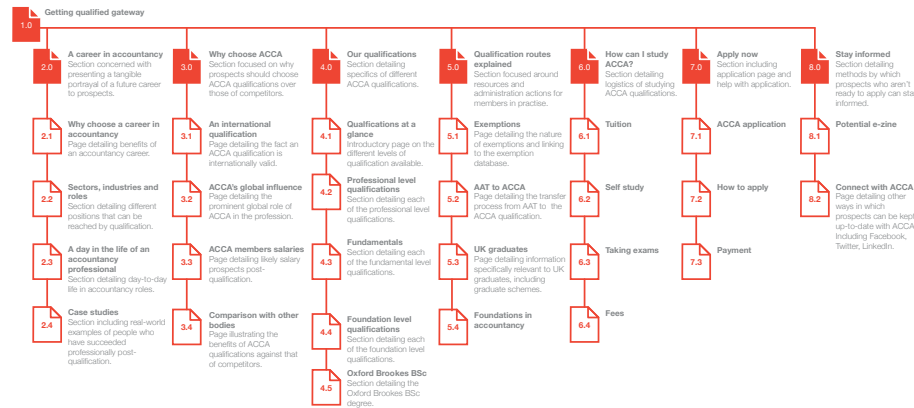 Getting qualified gateway
1.0
2.0
A career in accountancy
Section concerned with
presenting a tangible
portrayal of a future career
to prospects.
2.1
Why choose a career in
accountancy
Page detailing benefits of
an accountancy career.
2.2
Sectors, industries and
roles
Section detailing different
positions that can be
reached by qualification.
2.3
A day in the life of an
accountancy
professional
Section detailing day-to-day
life in accountancy roles.
2.4
Case studies
Section including real-world
examples of people who
have succeeded
professionally post-
qualification.
3.0
Why choose ACCA
Section focused on why
prospects should choose
ACCA qualifications over
those of competitors.
3.1
An international
qualification
Page detailing the fact an
ACCA qualification is
internationally valid.
3.2
ACCA's global influence
Page detailing the
prominent global role of
ACCA in the profession.
3.3
ACCA members salaries
Page detailing likely salary
prospects post-
qualification.
3.4
Comparison with other
bodies
Page illustrating the
benefits of ACCA
qualifications against that
of competitors.
4.0
Our qualifications
Section detailing
specifics of different
ACCA qualifications.
4.1
Qualfications at a
glance
Introductory page on the
different levels of
qualification available.
4.2
Professional level
qualifications
Section detailing each
of the professional level
qualifications.
4.3
Fundamentals
Section detailing each
of the fundamental level
qualifications.
4.4
Foundation level
qualifications
Section detailing each
of the foundation level
qualifications.
4.5
Oxford Brookes BSc
Section detailing the
Oxford Brookes BSc
degree.
5.0
Qualification routes
explained
Section focused around
resources and
administration actions for
members in practise.
5.1
Exemptions
Page detailing the nature
of exemptions and linking
to the exemption
database.
5.2
AAT to ACCA
Page detailing the transfer
process from AAT to the
ACCA qualification.
5.3
UK graduates
Page detailing information
specifically relevant to UK
graduates, including
graduate schemes.
5.4
Foundations in
accountancy
6.0
How can I study
ACCA?
Section detailing
logistics of studying
ACCA qualifications.
6.1
Tuition
6.2
Self study
6.3
Taking exams
6.4
Fees
7.0
Apply now
Section including
application page and
help with application.
7.1
ACCA application
7.2
How to apply
7.3
Payment
8.0
Stay informed
Section detailing
methods by which
prospects who aren't
ready to apply can stay
informed.
8.1
Potential e-zine
8.2
Connect with ACCA
Page detailing other
ways in which
prospects can be kept
up-to-date with ACCA.
Including Facebook,
Twitter, LinkedIn.